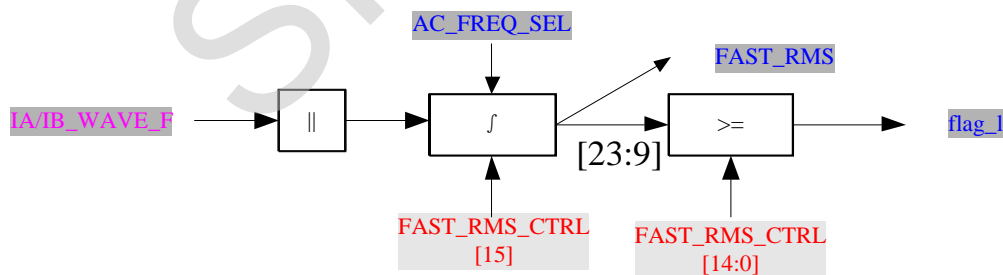 AC_FREQ_SEL
FAST_RMS
IA/IB_WAVE_F
||
∫
>=
flag_1
[23:9]
FAST_RMS_CTRL
[15]
FAST_RMS_CTRL
[14:0]